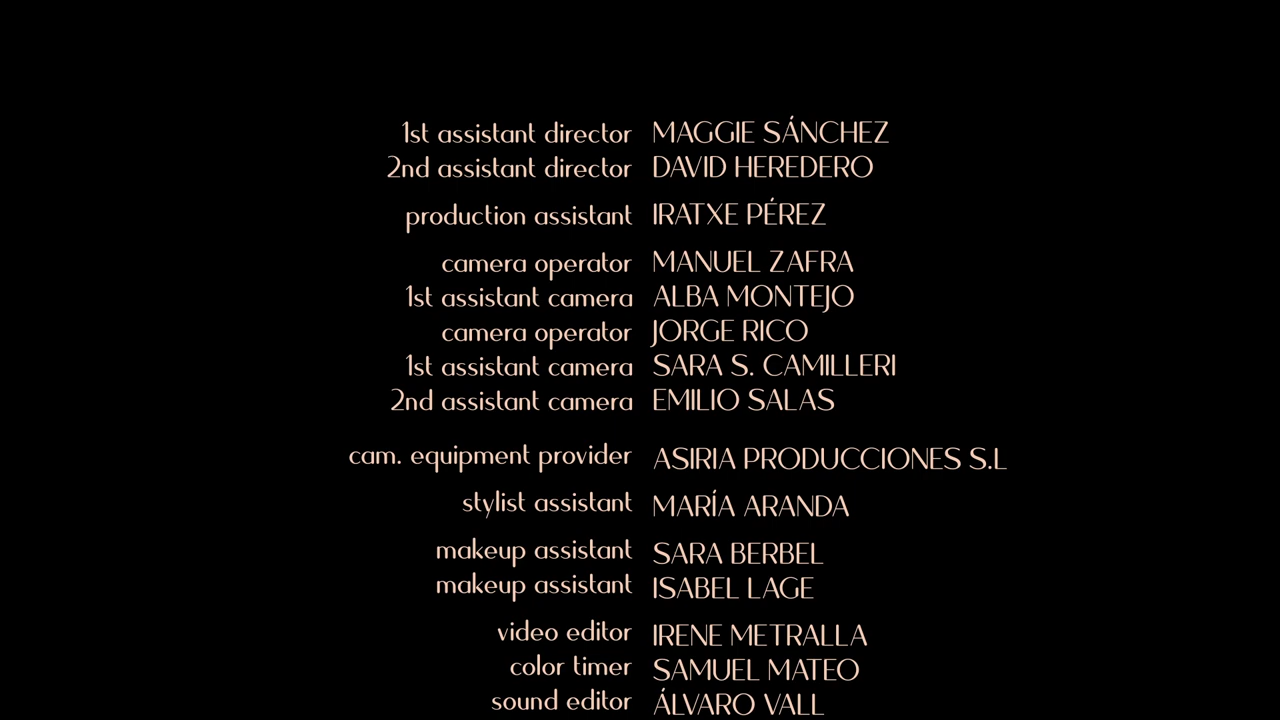 1st assistant director MAGGIE SÁNCHEZ
2nd assistant director DAVID HEREDERO
production assistant IRATXE PÉREZ
camera operator MANUEL ZAFRA
1st assistant camera ALBA MONTEJO
camera operator JORGE RICO
1st assistant camera SARA S. CAMILLERI
2nd assistant camera EMILIO SALAS
cam. equipment provider ASIRIA PRODUCCIONES S.L
stylist assistant MARÍA ARANDA
makeup assistant SARA BERBEL
makeup assistant ISABEL LAGE
video editor IRENE METRALLA
color timer SAMUEL MATEO
sound editor ÁLVARO VALL